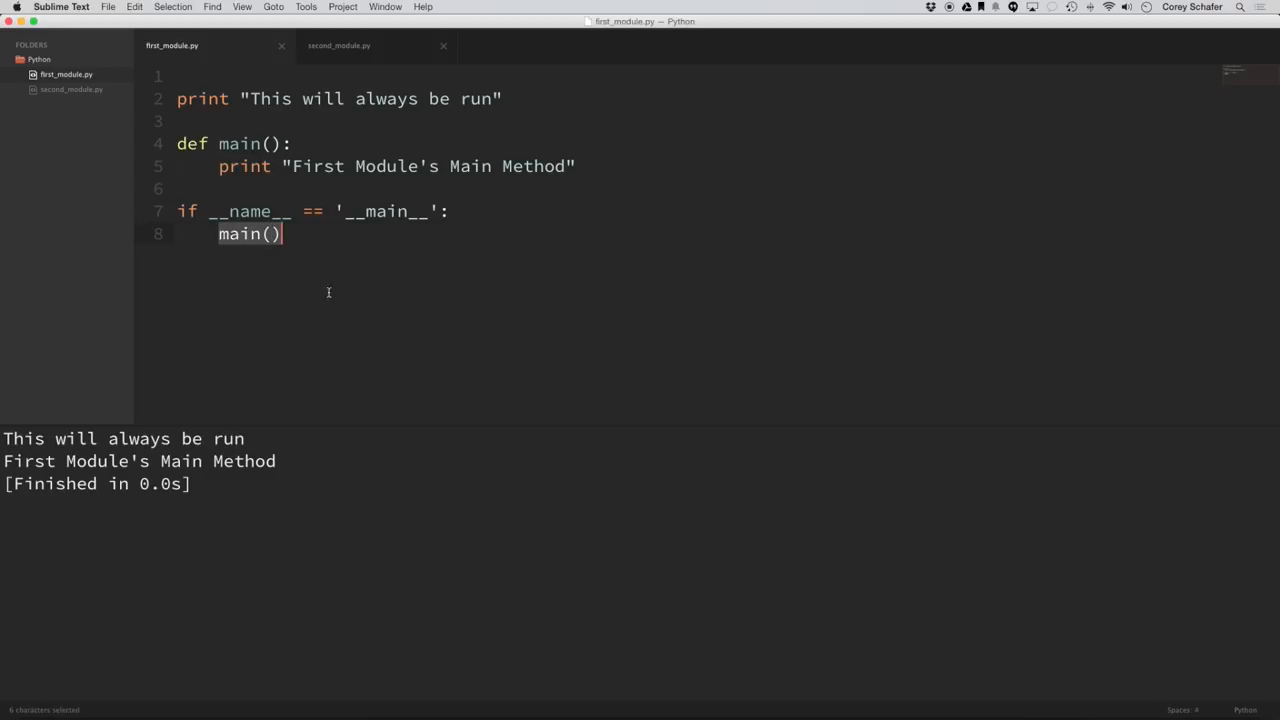 Sublime Text File Edit Selection Find View Goto Tools Project Window Help Corey Schafer
first_module.py — Python
FOLDERS
Python
first_module.py
second_module.py
first_module.py second_module.py
1
2 print "This will always be run"
3
4 def main():
5     print "First Module's Main Method"
6
7 if __name__ == '__main__':
8     main()
This will always be run
First Module's Main Method
[Finished in 0.0s]
6 characters selected Spaces: 4 Python